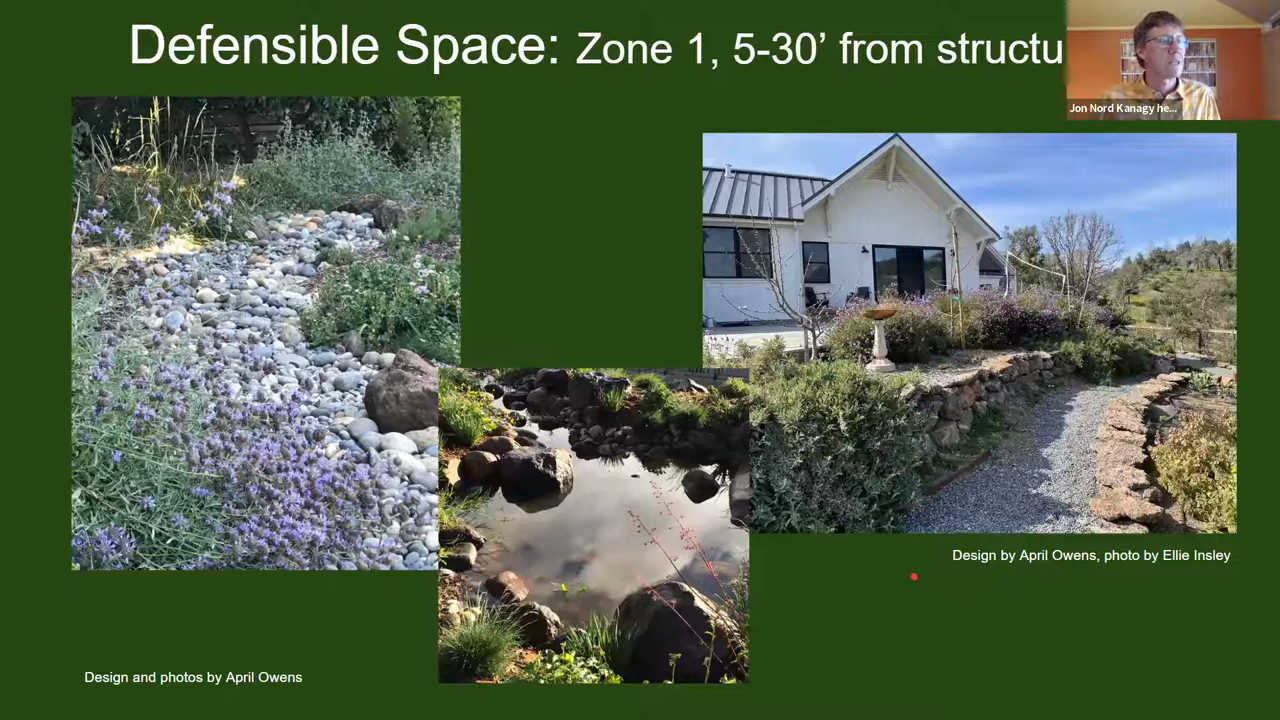 Defensible Space: Zone 1, 5-30’ from structu
Jon Nord Kanagy he...
Design by April Owens, photo by Ellie Insley
Design and photos by April Owens